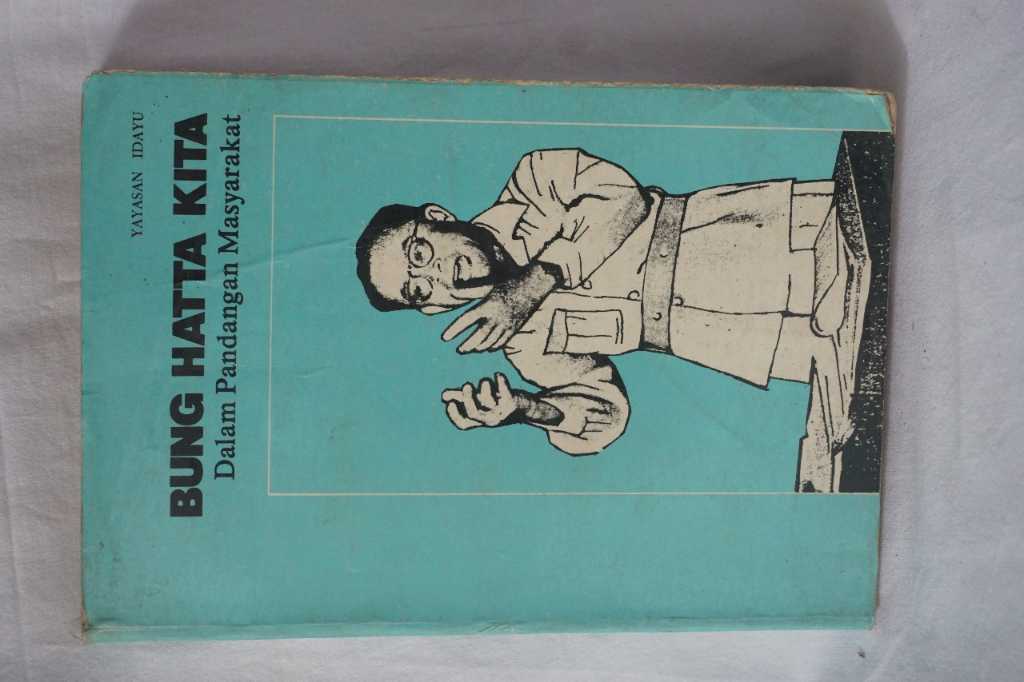 YAYASAN IDAYU
BUNG HATTA KITA
Dalam Pandangan Masyarakat